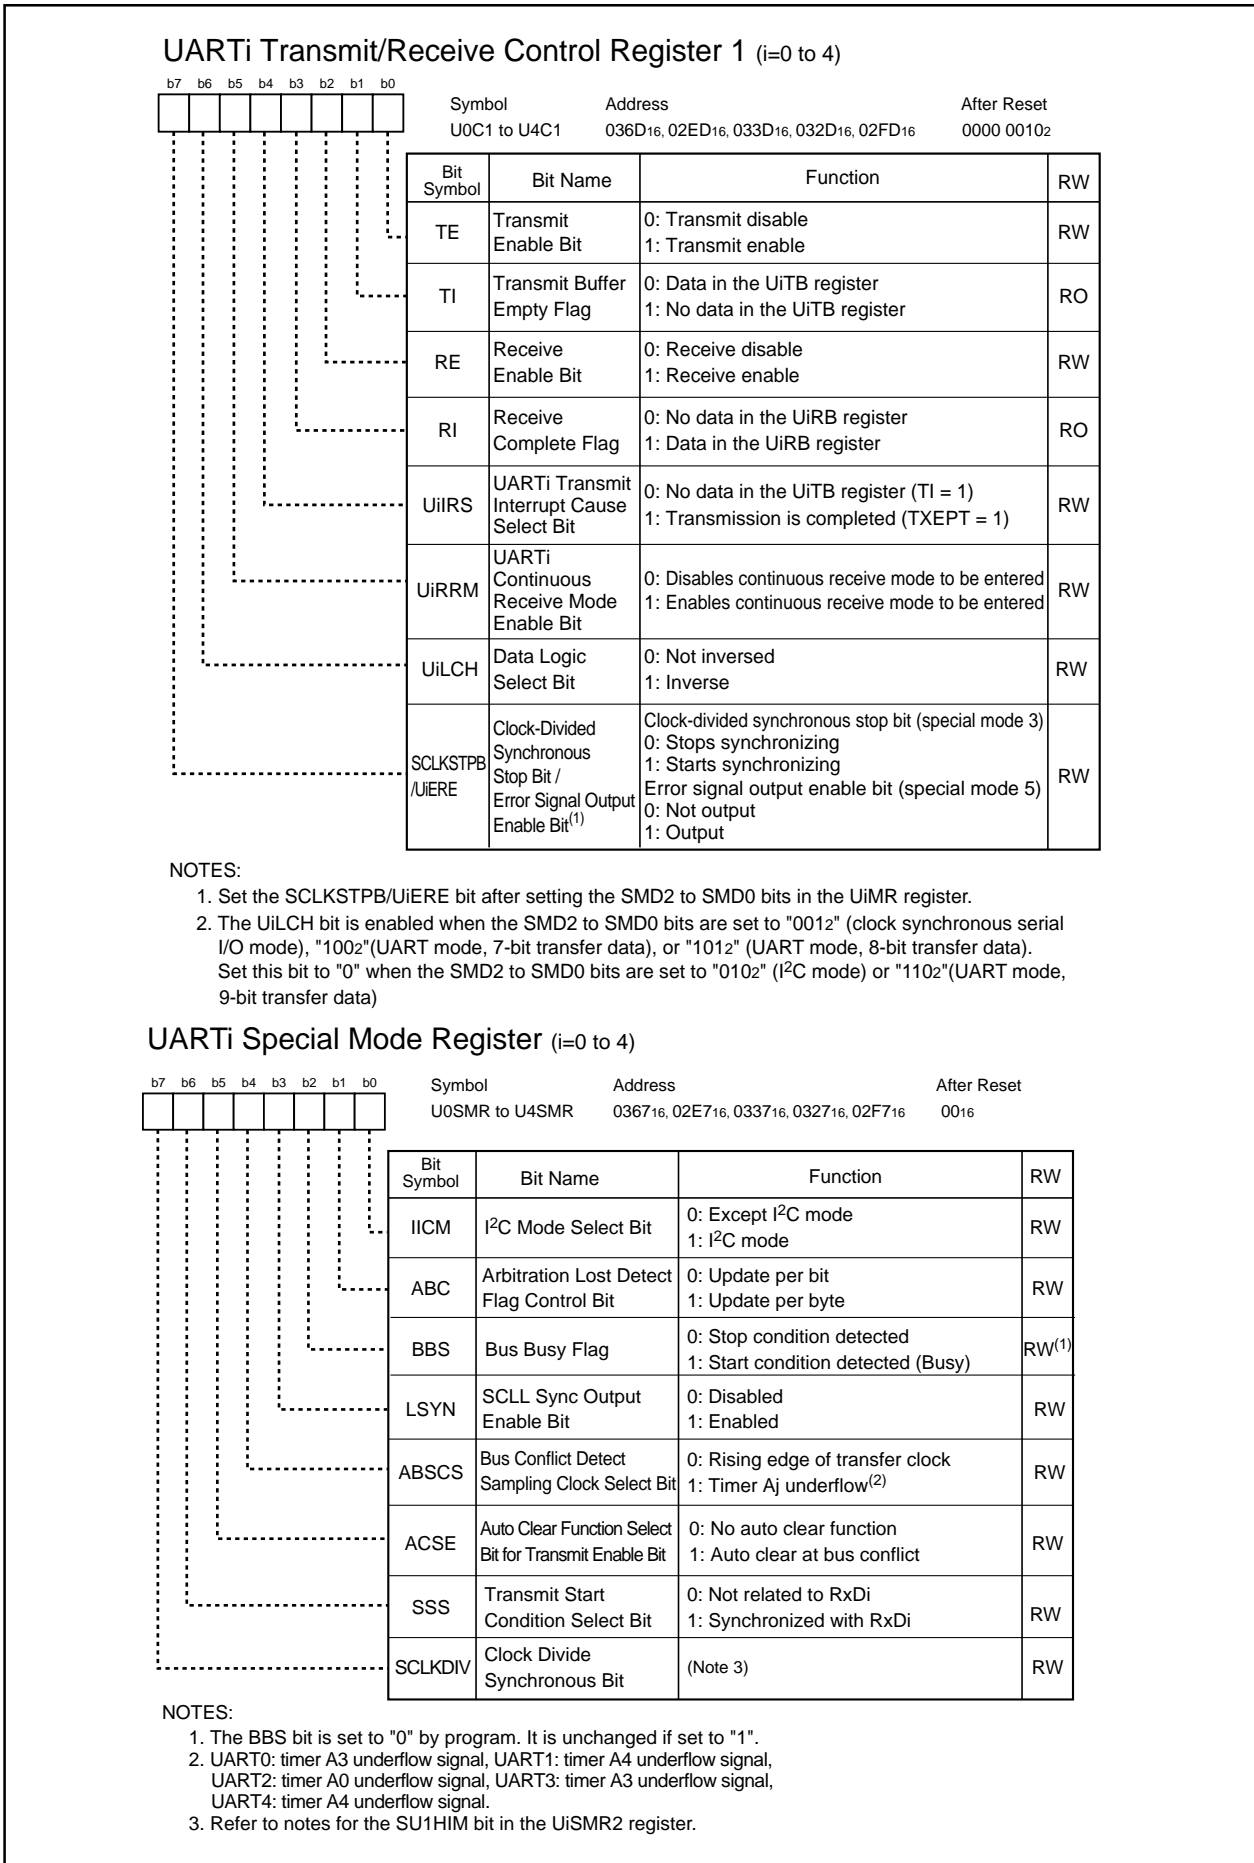 UARTi Transmit/Receive Control Register 1 (i=0 to 4)
b7 b6 b5 b4 b3 b2 b1 b0
Symbol Address After Reset
U0C1 to U4C1 036D16, 02ED16, 033D16, 032D16, 02FD16 0000 00102
Bit Symbol Bit Name Function RW
TE Transmit Enable Bit 0: Transmit disable
1: Transmit enable RW
TI Transmit Buffer Empty Flag 0: Data in the UiTB register
1: No data in the UiTB register RO
RE Receive Enable Bit 0: Receive disable
1: Receive enable RW
RI Receive Complete Flag 0: No data in the UiRB register
1: Data in the UiRB register RO
UiIRS UARTi Transmit Interrupt Cause Select Bit 0: No data in the UiTB register (TI = 1)
1: Transmission is completed (TXEPT = 1) RW
UiRRM UARTi Continuous Receive Mode Enable Bit 0: Disables continuous receive mode to be entered
1: Enables continuous receive mode to be entered RW
UiLCH Data Logic Select Bit 0: Not inversed
1: Inverse RW
SCLKSTPB /UiERE Clock-Divided Synchronous Stop Bit / Error Signal Output Enable Bit(1) Clock-divided synchronous stop bit (special mode 3)
0: Stops synchronizing
1: Starts synchronizing
Error signal output enable bit (special mode 5)
0: Not output
1: Output RW
NOTES:
1. Set the SCLKSTPB/UiERE bit after setting the SMD2 to SMD0 bits in the UiMR register.
2. The UiLCH bit is enabled when the SMD2 to SMD0 bits are set to "0012" (clock synchronous serial
I/O mode), "1002"(UART mode, 7-bit transfer data), or "1012" (UART mode, 8-bit transfer data).
Set this bit to "0" when the SMD2 to SMD0 bits are set to "0102" (I2C mode) or "1102"(UART mode,
9-bit transfer data)
UARTi Special Mode Register (i=0 to 4)
b7 b6 b5 b4 b3 b2 b1 b0
Symbol Address After Reset
U0SMR to U4SMR 036716, 02E716, 033716, 032716, 02F716 0016
Bit Symbol Bit Name Function RW
IICM I2C Mode Select Bit 0: Except I2C mode
1: I2C mode RW
ABC Arbitration Lost Detect Flag Control Bit 0: Update per bit
1: Update per byte RW
BBS Bus Busy Flag 0: Stop condition detected
1: Start condition detected (Busy) RW(1)
LSYN SCLL Sync Output Enable Bit 0: Disabled
1: Enabled RW
ABSCS Bus Conflict Detect Sampling Clock Select Bit 0: Rising edge of transfer clock
1: Timer Aj underflow(2) RW
ACSE Auto Clear Function Select Bit for Transmit Enable Bit 0: No auto clear function
1: Auto clear at bus conflict RW
SSS Transmit Start Condition Select Bit 0: Not related to RxDi
1: Synchronized with RxDi RW
SCLKDIV Clock Divide Synchronous Bit (Note 3) RW
NOTES:
1. The BBS bit is set to "0" by program. It is unchanged if set to "1".
2. UART0: timer A3 underflow signal, UART1: timer A4 underflow signal,
UART2: timer A0 underflow signal, UART3: timer A3 underflow signal,
UART4: timer A4 underflow signal.
3. Refer to notes for the SU1HIM bit in the UiSMR2 register.